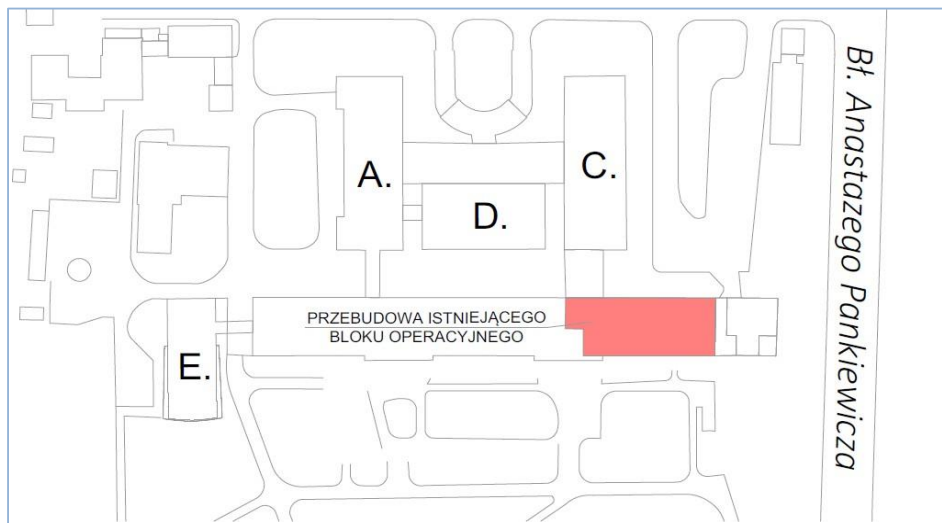 A.
C.
D.
PRZEBUDOWA ISTNIEJĄCEGO
BLOKU OPERACYJNEGO
E.
Bł. Anastazego Pankiewicza